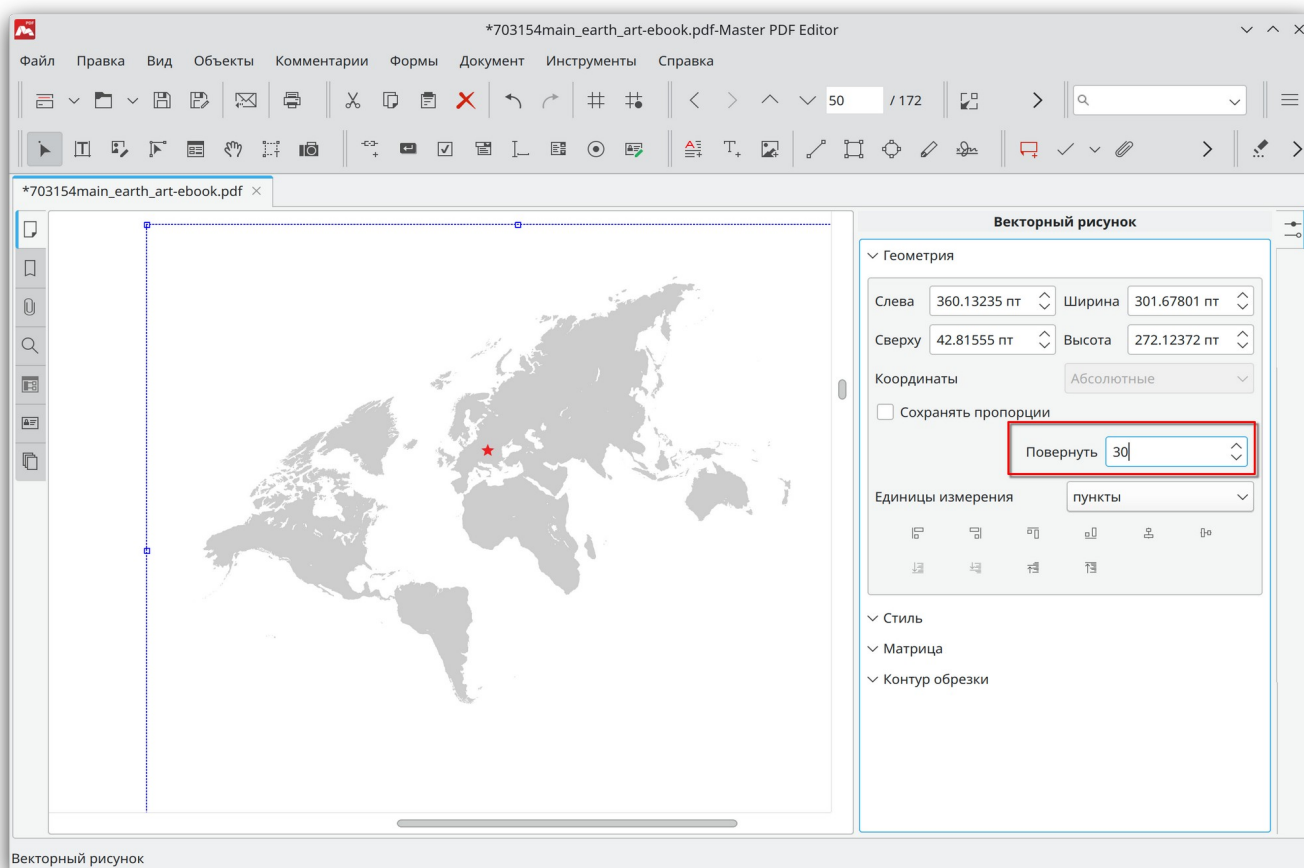 *703154main_earth_art-ebook.pdf-Master PDF Editor
Файл Правка Вид Объекты Комментарии Формы Документ Инструменты Справка
50 / 172
*703154main_earth_art-ebook.pdf
Векторный рисунок
Геометрия
Слева 360.13235 пт Ширина 301.67801 пт
Сверху 42.81555 пт Высота 272.12372 пт
Координаты Абсолютные
Сохранять пропорции
Повернуть 30
Единицы измерения пункты
Стиль
Матрица
Контур обрезки
Векторный рисунок